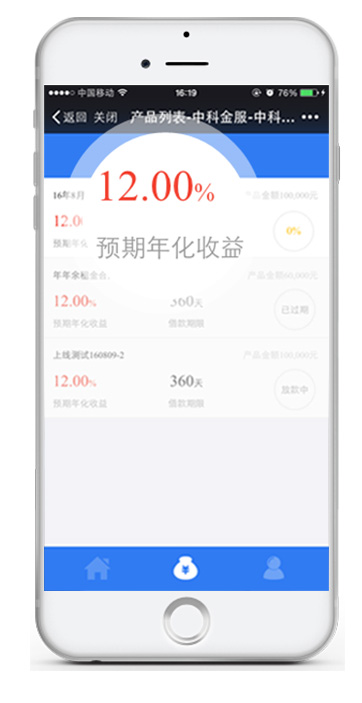 中国移动 16:19 76%
返回 关闭 产品列表-中科金服-中科...
12.00%
预期年化收益
16年8月 产品金额100,000元
12.0 0%
预期年化
年年余 产品金额60,000元
12.00% 360天 已过期
预期年化收益 借款期限
上线测试160809-2 产品金额100,000元
12.00% 360天 放款中
预期年化收益 借款期限